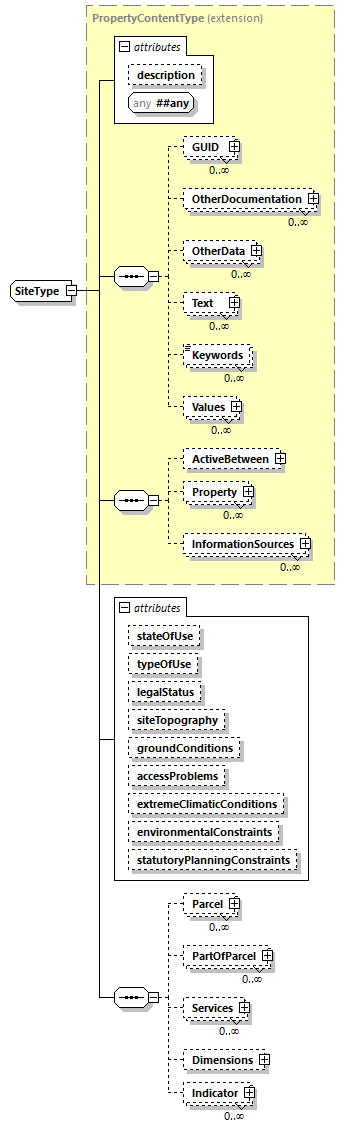 PropertyContentType (extension)
attributes
description
any ##any
GUID
0..∞
OtherDocumentation
0..∞
OtherData
0..∞
SiteType
Text
0..∞
Keywords
0..∞
Values
0..∞
ActiveBetween
Property
0..∞
InformationSources
0..∞
attributes
stateOfUse
typeOfUse
legalStatus
siteTopography
groundConditions
accessProblems
extremeClimaticConditions
environmentalConstraints
statutoryPlanningConstraints
Parcel
0..∞
PartOfParcel
0..∞
Services
0..∞
Dimensions
Indicator
0..∞